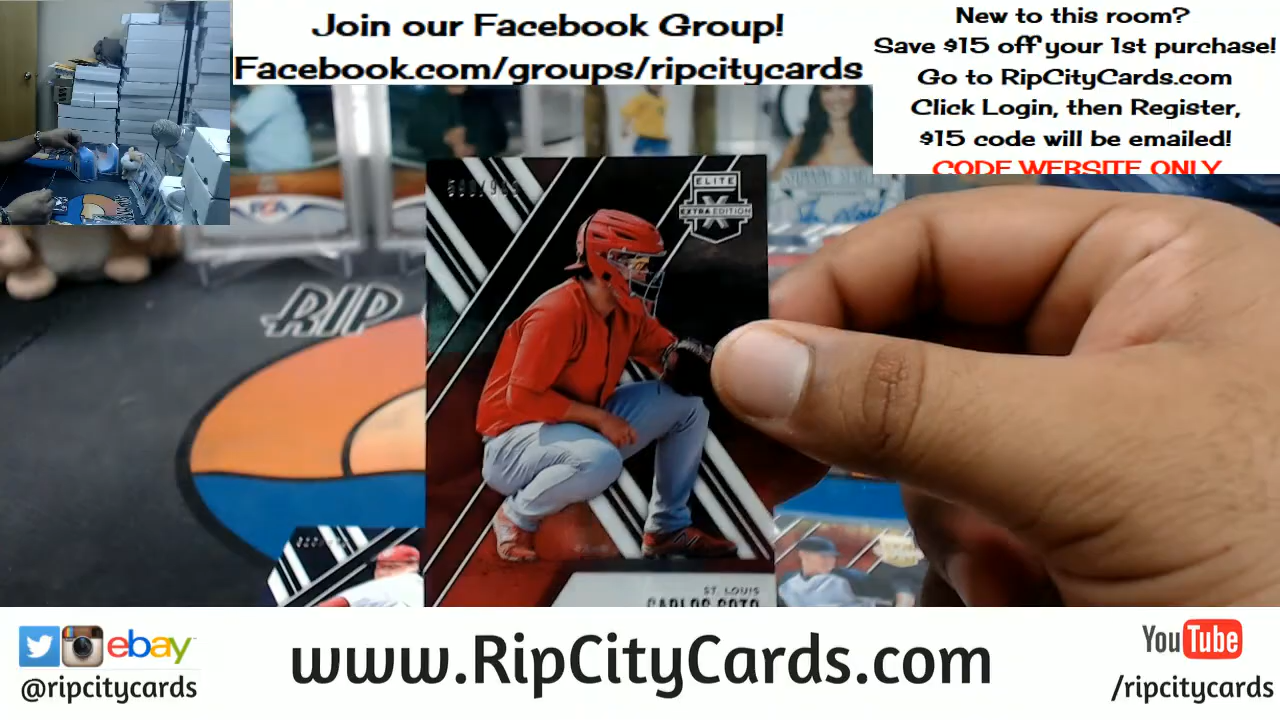 Join our Facebook Group!
Facebook.com/groups/ripcitycards
New to this room?
Save $15 off your 1st purchase!
Go to RipCityCards.com
Click Login, then Register,
$15 code will be emailed!
CODE WEBSITE ONLY
ELITE
X
EXTRA EDITION
RIP
ST. LOUIS
CARLOS SOTO
ebay
@ripcitycards
www.RipCityCards.com
YouTube
/ripcitycards